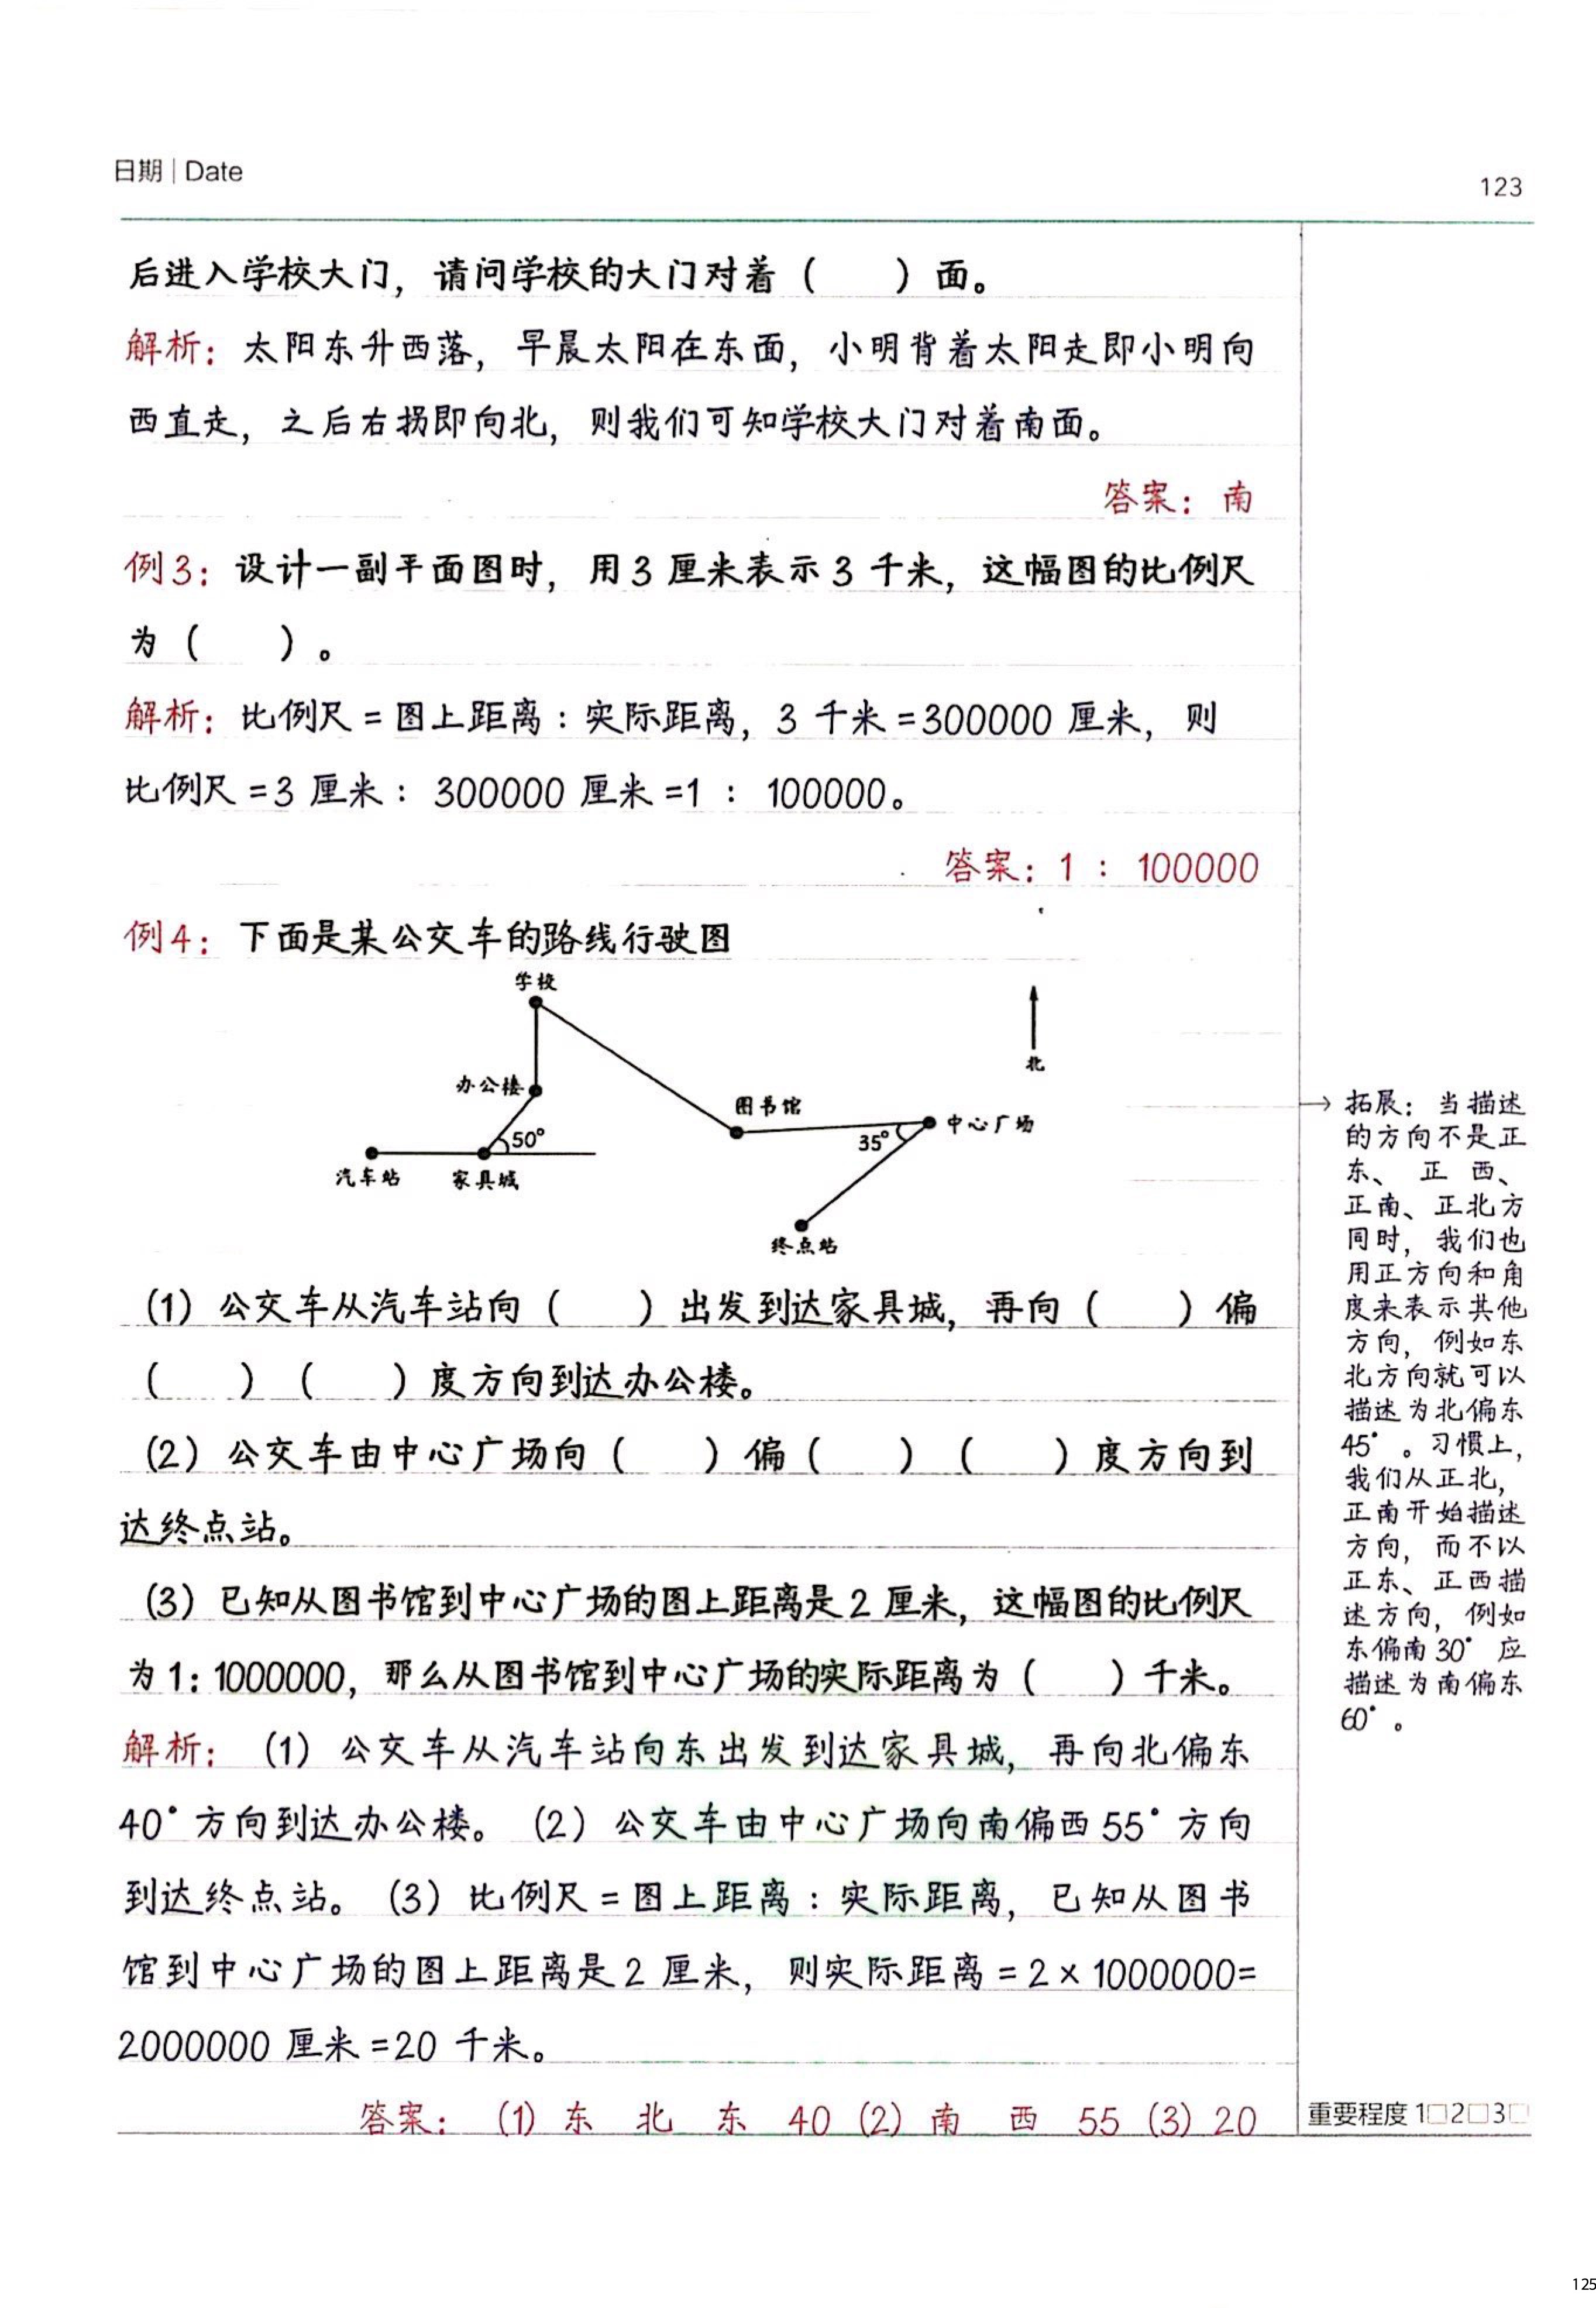 日期 | Date
123
后进入学校大门，请问学校的大门对着（　　）面。
解析：太阳东升西落，早晨太阳在东面，小明背着太阳走即小明向
西直走，之后右拐即向北，则我们可知学校大门对着南面。
答案：南
例3：设计一副平面图时，用3厘米表示3千米，这幅图的比例尺
为（　　）。
解析：比例尺=图上距离：实际距离，3千米=300000厘米，则
比例尺=3厘米：300000厘米=1：100000。
答案：1：100000
例4：下面是某公交车的路线行驶图
学校
北
办公楼
50°
汽车站
家具城
图书馆
中心广场
35°
终点站
（1）公交车从汽车站向（　　）出发到达家具城，再向（　　）偏
（　　）（　　）度方向到达办公楼。
（2）公交车由中心广场向（　　）偏（　　）（　　）度方向到
达终点站。
（3）已知从图书馆到中心广场的图上距离是2厘米，这幅图的比例尺
为1：1000000，那么从图书馆到中心广场的实际距离为（　　）千米。
解析：（1）公交车从汽车站向东出发到达家具城，再向北偏东
40°方向到达办公楼。（2）公交车由中心广场向南偏西55°方向
到达终点站。（3）比例尺=图上距离：实际距离，已知从图书
馆到中心广场的图上距离是2厘米，则实际距离=2×1000000=
2000000厘米=20千米。
答案：（1）东　北　东　40（2）南　西　55（3）20
→拓展：当描述
的方向不是正
东、正西、
正南、正北方
同时，我们也
用正方向和角
度来表示其他
方向，例如东
北方向就可以
描述为北偏东
45°。习惯上，
我们从正北，
正南开始描述
方向，而不以
正东、正西描
述方向，例如
东偏南30°应
描述为南偏东
60°。
重要程度1□2□3□
125